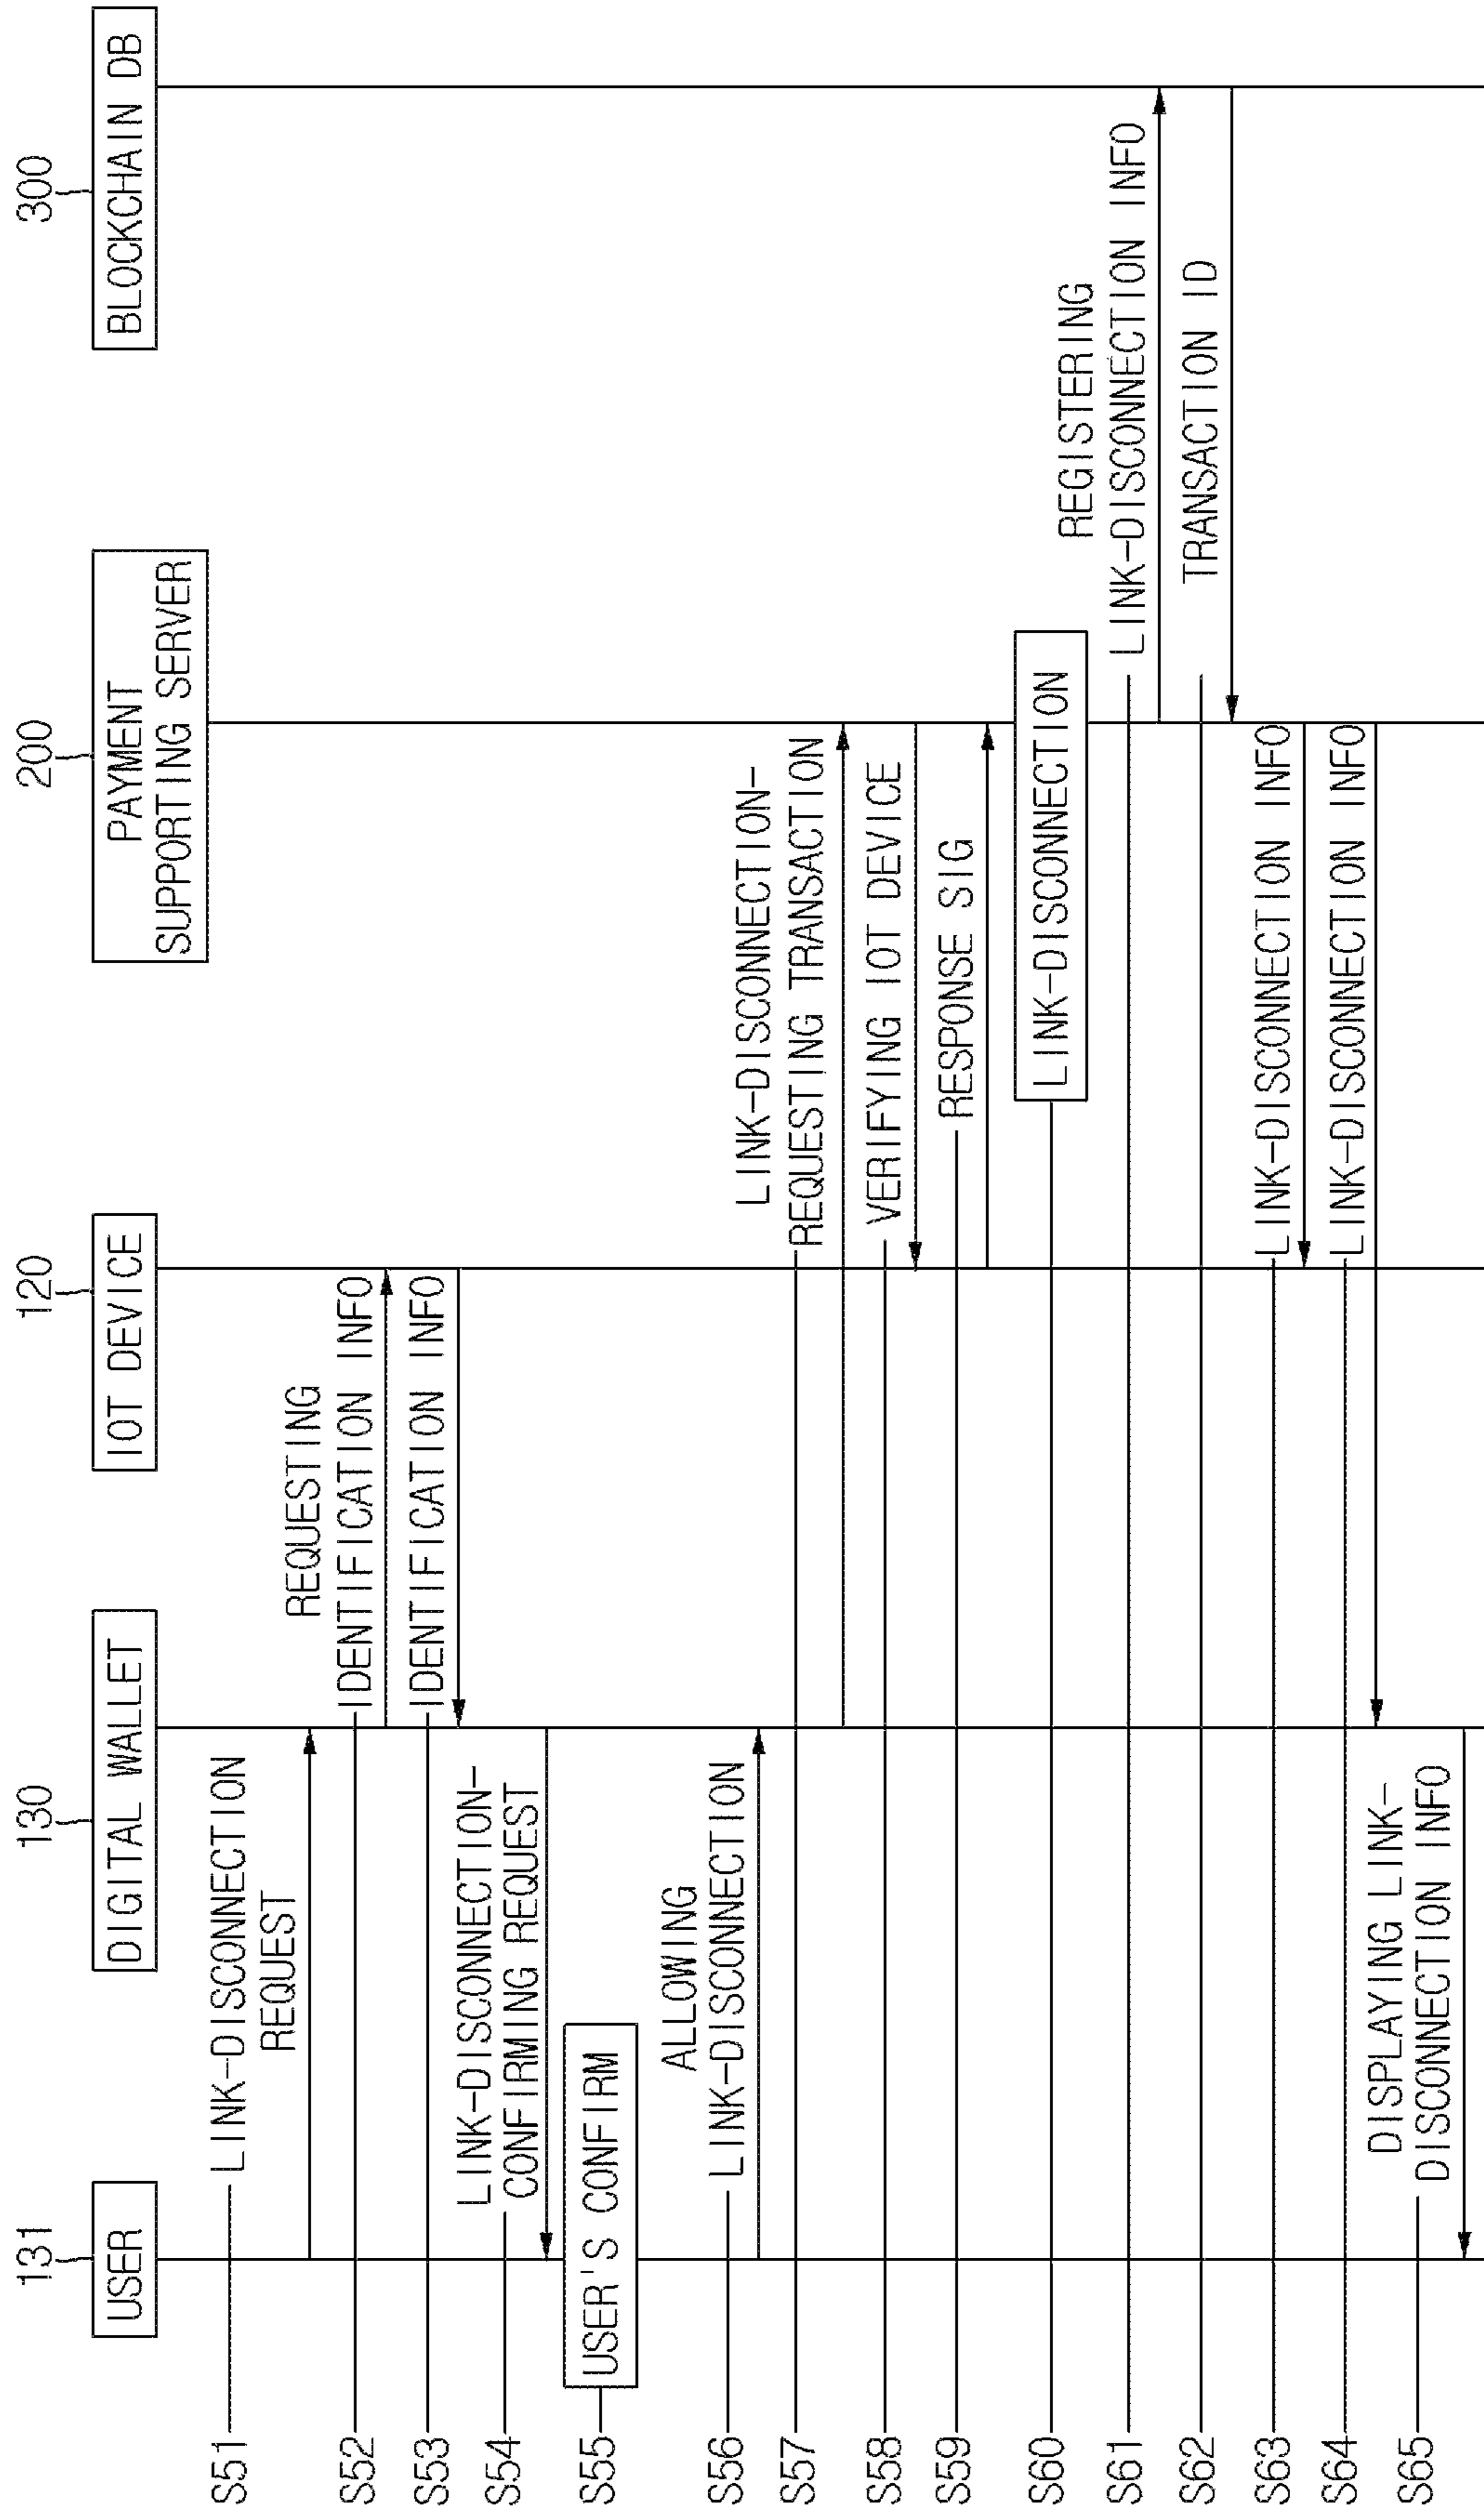 131
130
120
200
300
USER
DIGITAL WALLET
IOT DEVICE
PAYMENT
SUPPORTING SERVER
BLOCKCHAIN DB
S51
LINK-DISCONNECTION
REQUEST
REQUESTING
S52
IDENTIFICATION INFO
S53
IDENTIFICATION INFO
S54
LINK-DISCONNECTION-
CONFIRMING REQUEST
S55
USER'S CONFIRM
ALLOWING
S56
LINK-DISCONNECTION
LINK-DISCONNECTION-
S57
REQUESTING TRANSACTION
S58
VERIFYING IOT DEVICE
S59
RESPONSE SIG
S60
LINK-DISCONNECTION
REGISTERING
S61
LINK-DISCONNECTION INFO
S62
TRANSACTION ID
S63
LINK-DISCONNECTION INFO
S64
LINK-DISCONNECTION INFO
DISPLAYING LINK-
S65
DISCONNECTION INFO